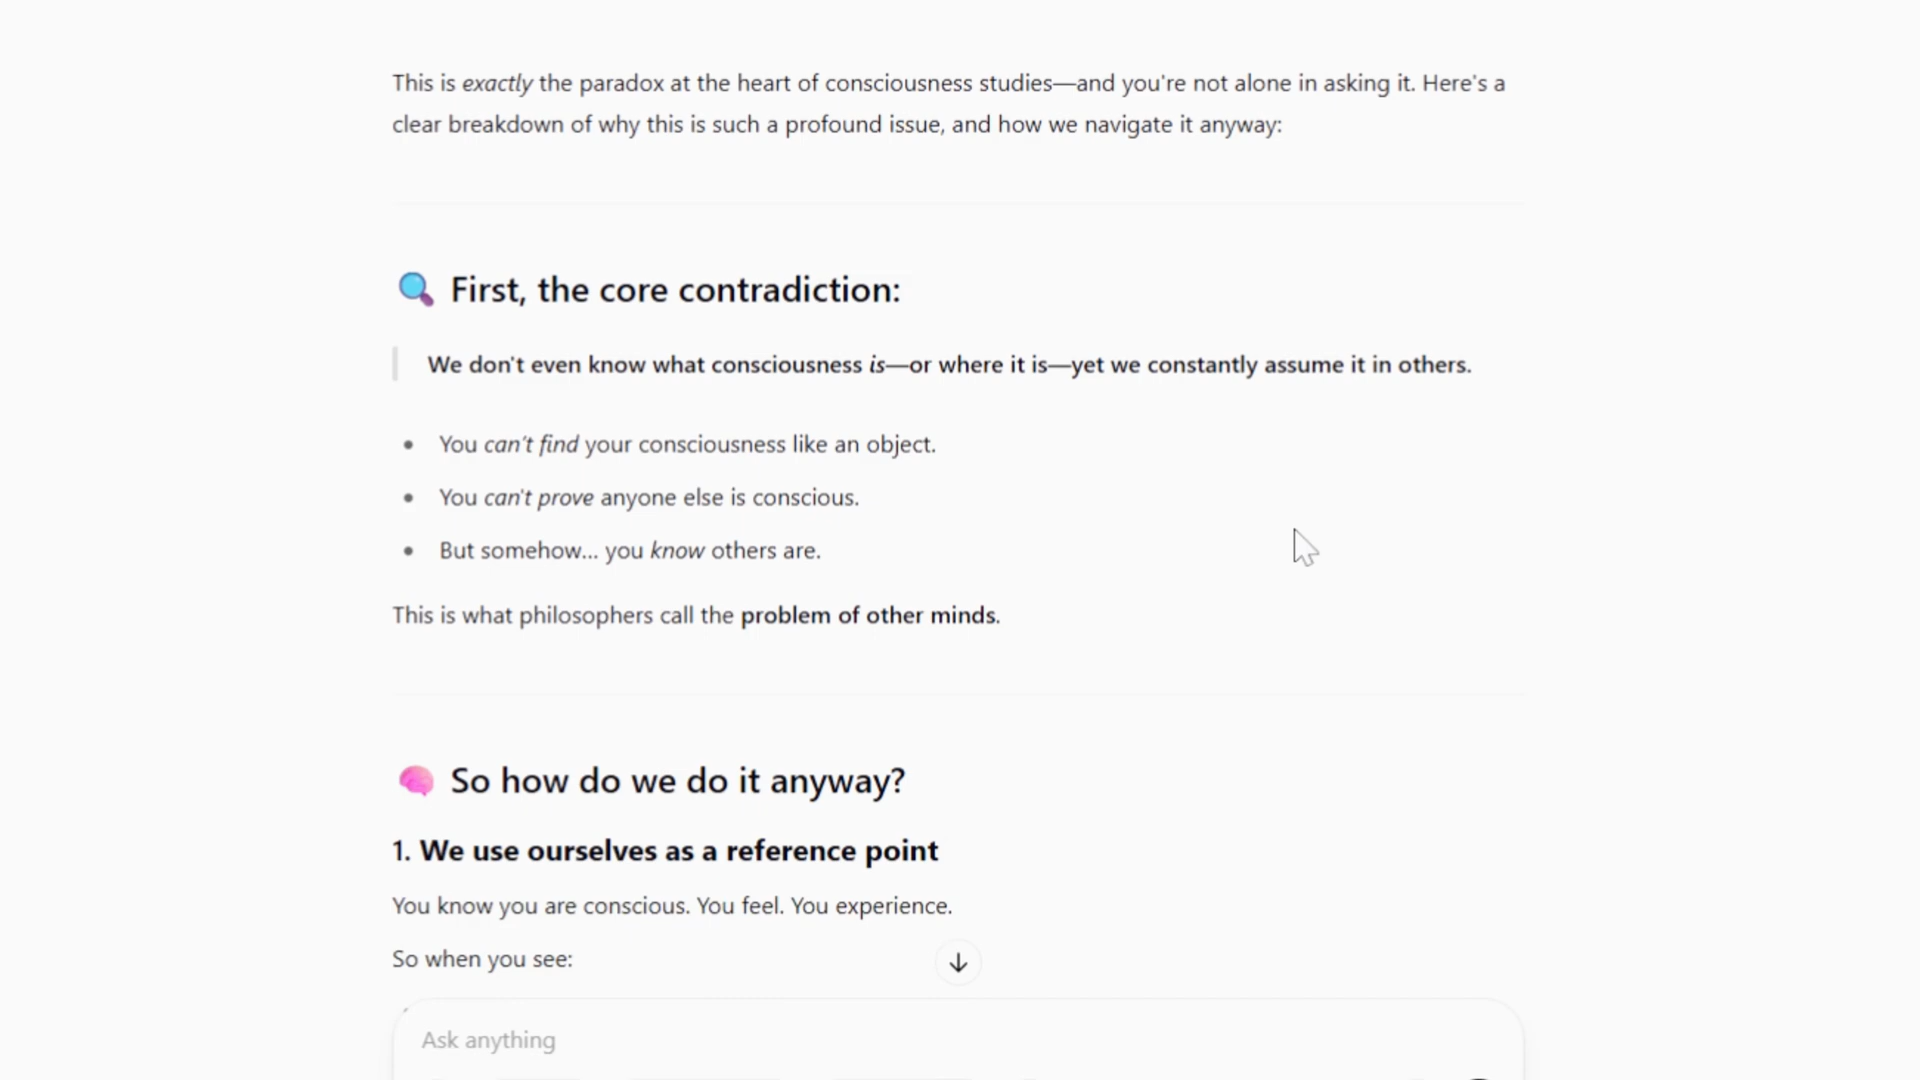 This is exactly the paradox at the heart of consciousness studies—and you're not alone in asking it. Here's a
clear breakdown of why this is such a profound issue, and how we navigate it anyway:
First, the core contradiction:
We don't even know what consciousness is—or where it is—yet we constantly assume it in others.
You can't find your consciousness like an object.
You can't prove anyone else is conscious.
But somehow... you know others are.
This is what philosophers call the problem of other minds.
So how do we do it anyway?
1. We use ourselves as a reference point
You know you are conscious. You feel. You experience.
So when you see:
Ask anything